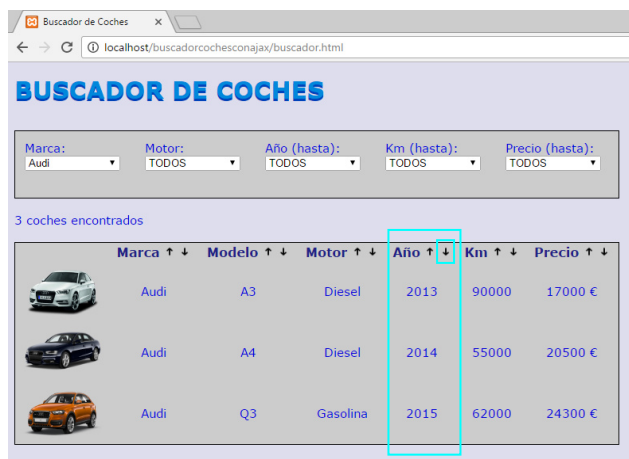 Buscador de Coches
localhost/buscadorcochesconajax/buscador.html
BUSCADOR DE COCHES
Marca: Motor: Año (hasta): Km (hasta): Precio (hasta):
Audi TODOS TODOS TODOS TODOS
3 coches encontrados
Marca ↑ ↓ Modelo ↑ ↓ Motor ↑ ↓ Año ↑ ↓ Km ↑ ↓ Precio ↑ ↓
Audi A3 Diesel 2013 90000 17000 €
Audi A4 Diesel 2014 55000 20500 €
Audi Q3 Gasolina 2015 62000 24300 €